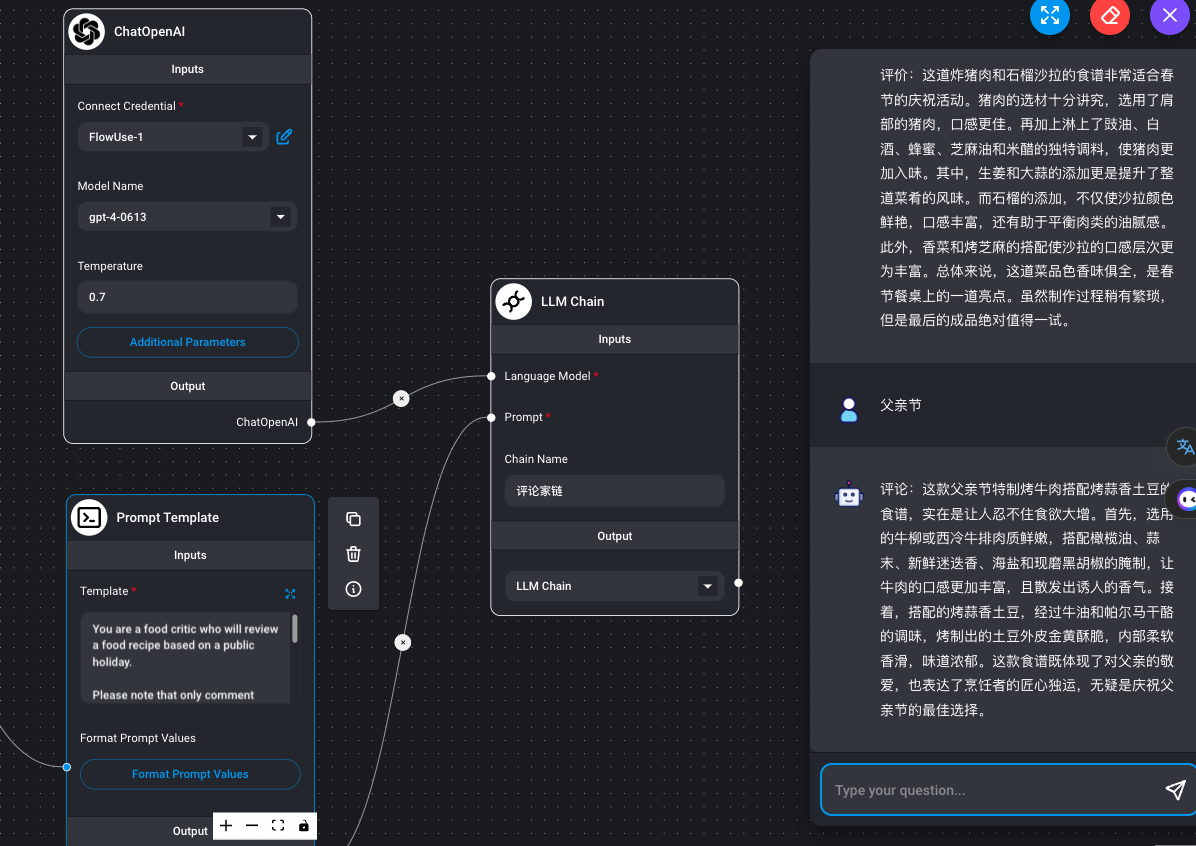 ChatOpenAI
Inputs
Connect Credential *
FlowUse-1
Model Name
gpt-4-0613
Temperature
0.7
Additional Parameters
Output
ChatOpenAI
Prompt Template
Inputs
Template *
You are a food critic who will review
a food recipe based on a public
holiday.
Please note that only comment
Format Prompt Values
Format Prompt Values
Output
LLM Chain
Inputs
Language Model *
Prompt *
Chain Name
评论家链
Output
LLM Chain
评价：这道炸猪肉和石榴沙拉的食谱非常适合春
节的庆祝活动。猪肉的选材十分讲究，选用了肩
部的猪肉，口感更佳。再加上淋上了豉油、白
酒、蜂蜜、芝麻油和米醋的独特调料，使猪肉更
加入味。其中，生姜和大蒜的添加更是提升了整
道菜肴的风味。而石榴的添加，不仅使沙拉颜色
鲜艳，口感丰富，还有助于平衡肉类的油腻感。
此外，香菜和烤芝麻的搭配使沙拉的口感层次更
为丰富。总体来说，这道菜品色香味俱全，是春
节餐桌上的一道亮点。虽然制作过程稍有繁琐，
但是最后的成品绝对值得一试。
父亲节
评论：这款父亲节特制烤牛肉搭配烤蒜香土豆的
食谱，实在是让人忍不住食欲大增。首先，选用
的牛柳或西冷牛排肉质鲜嫩，搭配橄榄油、蒜
末、新鲜迷迭香、海盐和现磨黑胡椒的腌制，让
牛肉的口感更加丰富，且散发出诱人的香气。接
着，搭配的烤蒜香土豆，经过牛油和帕尔马干酪
的调味，烤制出的土豆外皮金黄酥脆，内部柔软
香滑，味道浓郁。这款食谱既体现了对父亲的敬
爱，也表达了烹饪者的匠心独运，无疑是庆祝父
亲节的最佳选择。
Type your question...